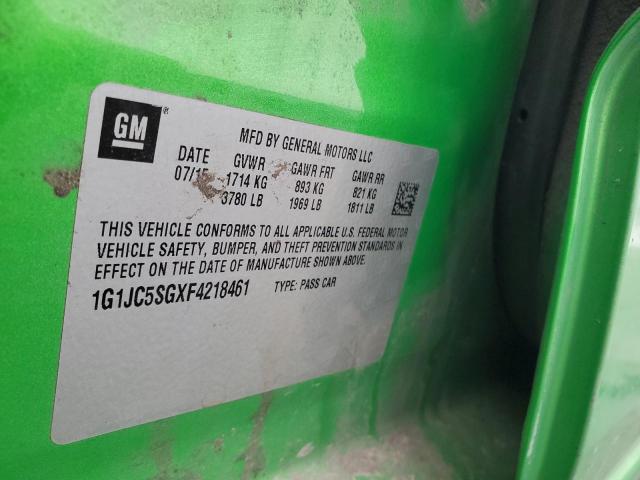 GM ®
MFD BY GENERAL MOTORS LLC
DATE GVWR GAWR FRT GAWR RR
07/15 1714 KG 893 KG 821 KG
3780 LB 1969 LB 1811 LB
THIS VEHICLE CONFORMS TO ALL APPLICABLE U.S. FEDERAL MOTOR
VEHICLE SAFETY, BUMPER, AND THEFT PREVENTION STANDARDS IN
EFFECT ON THE DATE OF MANUFACTURE SHOWN ABOVE.
1G1JC5SGXF4218461 TYPE: PASS CAR